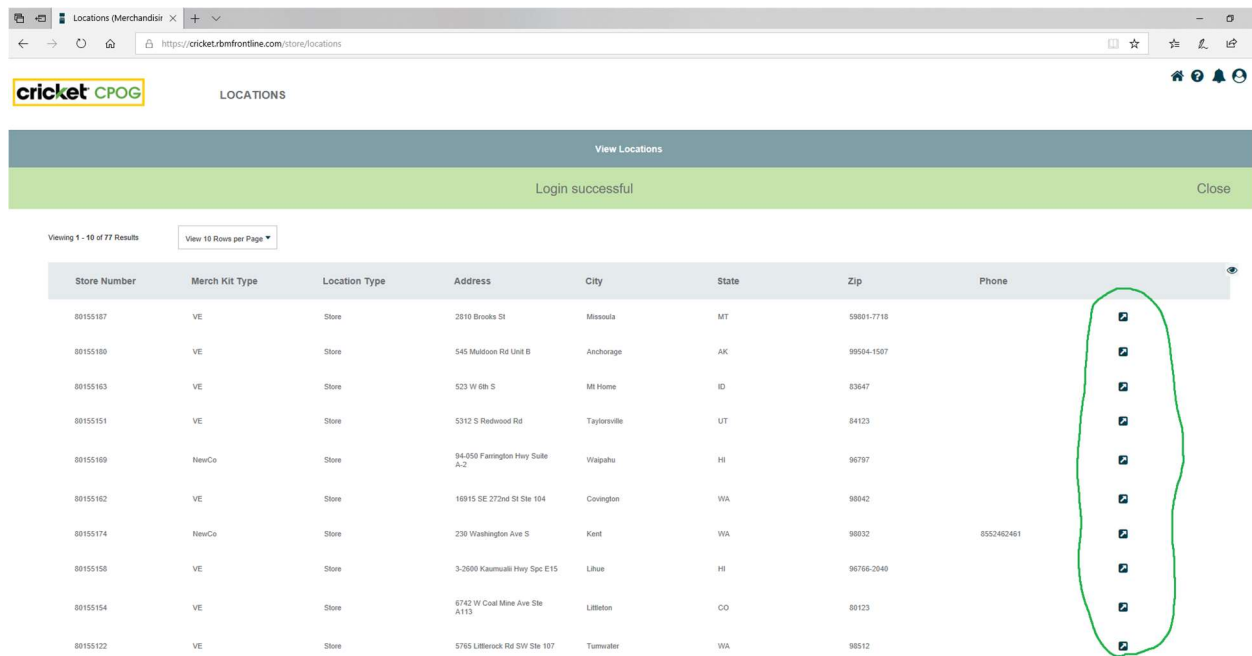 Locations (Merchandisin
https://cricket.rbmfrontline.com/store/locations
cricket CPOG
LOCATIONS
View Locations
Login successful Close
Viewing 1 - 10 of 77 Results View 10 Rows per Page
Store Number Merch Kit Type Location Type Address City State Zip Phone
80155187 VE Store 2810 Brooks St Missoula MT 59801-7718
80155180 VE Store 545 Muldoon Rd Unit B Anchorage AK 99504-1507
80155163 VE Store 523 W 6th S Mt Home ID 83647
80155151 VE Store 5312 S Redwood Rd Taylorsville UT 84123
80155169 NewCo Store 94-050 Farrington Hwy Suite A-2 Waipahu HI 96797
80155162 VE Store 16915 SE 272nd St Ste 104 Covington WA 98042
80155174 NewCo Store 230 Washington Ave S Kent WA 98032 8552462461
80155158 VE Store 3-2600 Kaumualii Hwy Spc E15 Lihue HI 96766-2040
80155154 VE Store 6742 W Coal Mine Ave Ste A113 Littleton CO 80123
80155122 VE Store 5765 Littlerock Rd SW Ste 107 Tumwater WA 98512